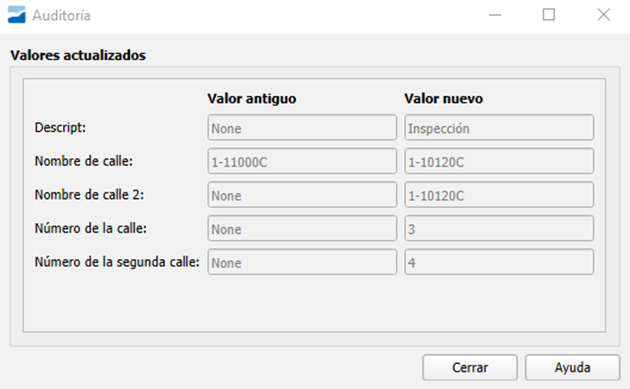 Auditoría
Valores actualizados
Valor antiguo Valor nuevo
Descript: None Inspección
Nombre de calle: 1-11000C 1-10120C
Nombre de calle 2: None 1-10120C
Número de la calle: None 3
Número de la segunda calle: None 4
Cerrar Ayuda